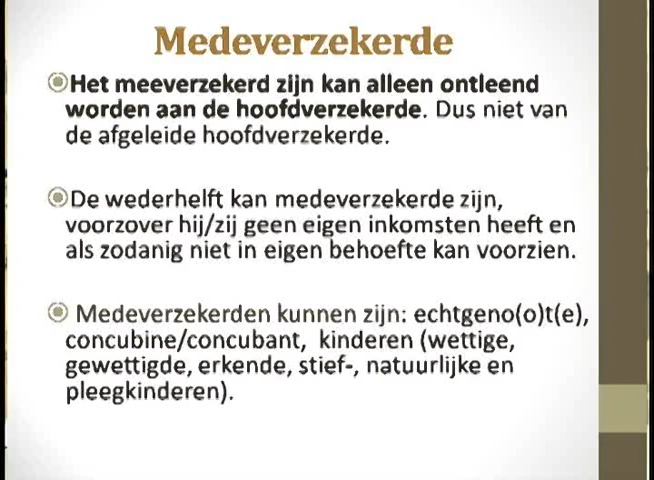 Medeverzekerde
Het meeverzekerd zijn kan alleen ontleend
worden aan de hoofdverzekerde. Dus niet van
de afgeleide hoofdverzekerde.
De wederhelft kan medeverzekerde zijn,
voorzover hij/zij geen eigen inkomsten heeft en
als zodanig niet in eigen behoefte kan voorzien.
Medeverzekerden kunnen zijn: echtgeno(o)t(e),
concubine/concubant, kinderen (wettige,
gewettigde, erkende, stief-, natuurlijke en
pleegkinderen).